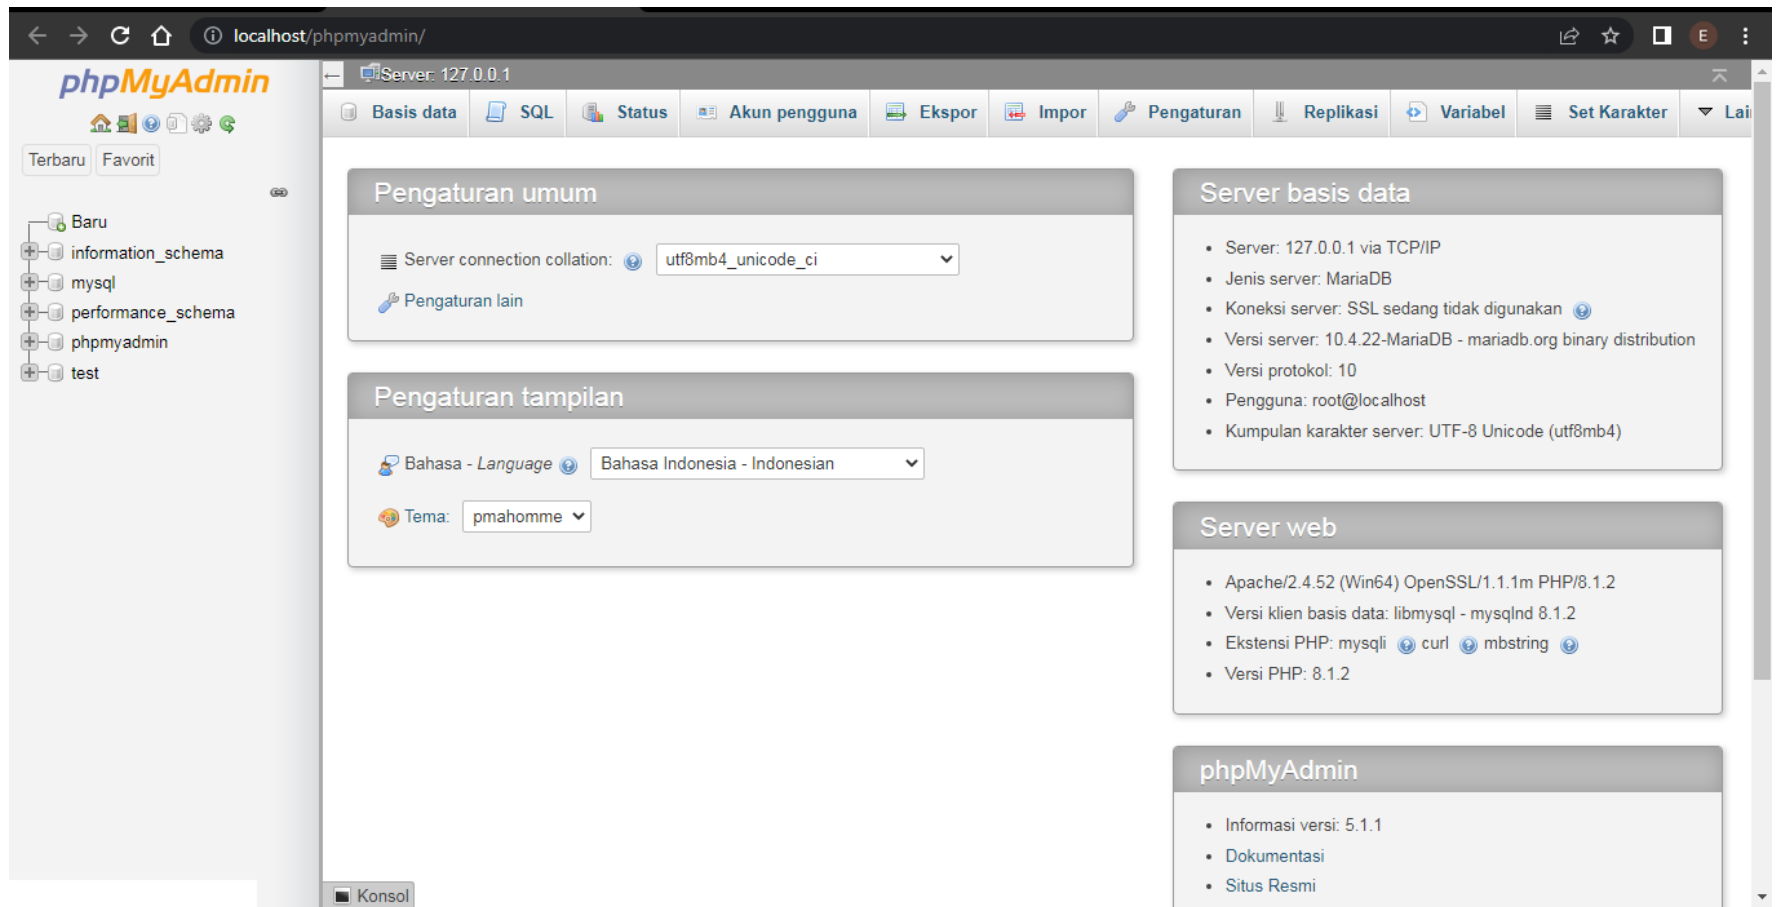 localhost/phpmyadmin/
E
phpMyAdmin
Terbaru
Favorit
Baru
information_schema
mysql
performance_schema
phpmyadmin
test
Server: 127.0.0.1
Basis data
SQL
Status
Akun pengguna
Ekspor
Impor
Pengaturan
Replikasi
Variabel
Set Karakter
Lai
Pengaturan umum
Server connection collation:
utf8mb4_unicode_ci
Pengaturan lain
Pengaturan tampilan
Bahasa - Language
Bahasa Indonesia - Indonesian
Tema:
pmahomme
Server basis data
Server: 127.0.0.1 via TCP/IP
Jenis server: MariaDB
Koneksi server: SSL sedang tidak digunakan
Versi server: 10.4.22-MariaDB - mariadb.org binary distribution
Versi protokol: 10
Pengguna: root@localhost
Kumpulan karakter server: UTF-8 Unicode (utf8mb4)
Server web
Apache/2.4.52 (Win64) OpenSSL/1.1.1m PHP/8.1.2
Versi klien basis data: libmysql - mysqlnd 8.1.2
Ekstensi PHP: mysqli curl mbstring
Versi PHP: 8.1.2
phpMyAdmin
Informasi versi: 5.1.1
Dokumentasi
Situs Resmi
Konsol